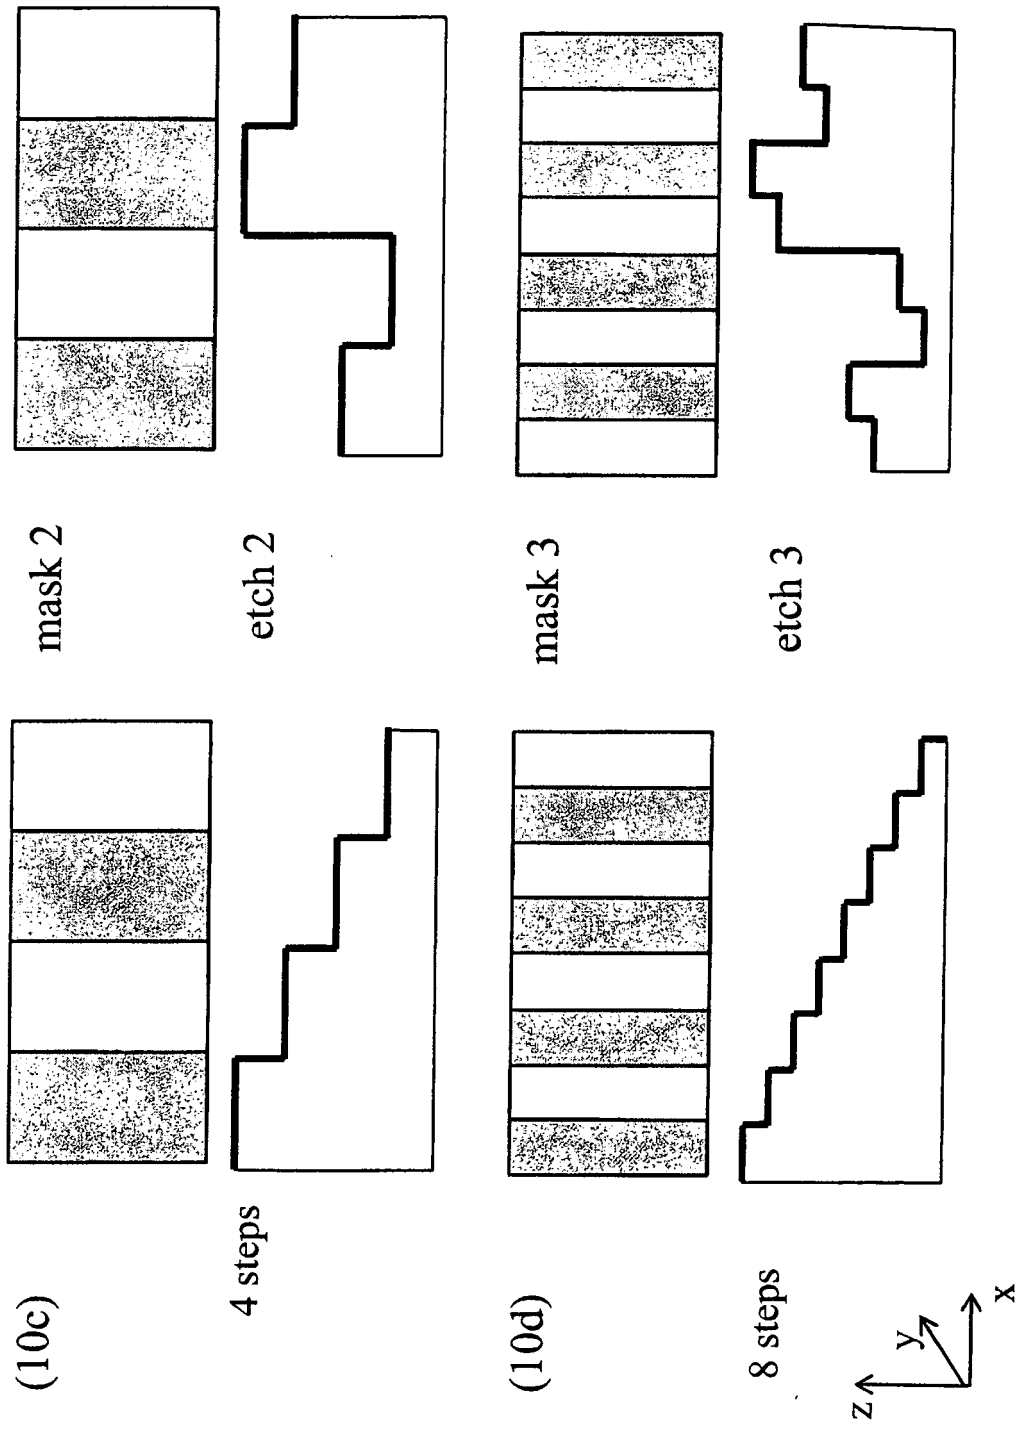 (10c)
mask 2
4 steps
etch 2
(10d)
mask 3
8 steps
etch 3
z
y
x